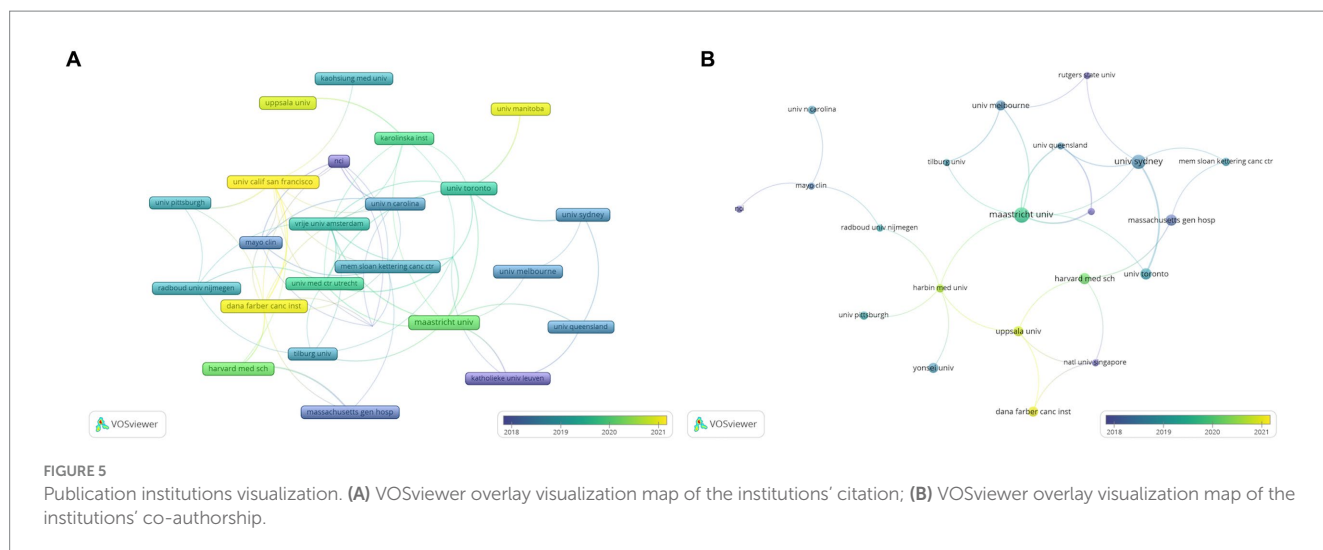 A
kaohsiung med univ
uppsala univ
univ manitoba
karolinska inst
nci
univ calif san francisco
univ toronto
univ pittsburgh
univ n carolina
univ sydney
vrije univ amsterdam
mayo clin
mem sloan kettering canc ctr
univ melbourne
univ med ctr utrecht
radboud univ nijmegen
dana farber canc inst
maastricht univ
univ queensland
tilburg univ
harvard med sch
katholieke univ leuven
massachusetts gen hosp
VOSviewer
2018 2019 2020 2021
B
rutgers state univ
univ n carolina
univ melbourne
univ queensland
tilburg univ
univ sydney
mem sloan kettering canc ctr
mayo clin
nci
maastricht univ
massachusetts gen hosp
radboud univ nijmegen
univ toronto
harvard med sch
harbin med univ
univ pittsburgh
uppsala univ
natl univ singapore
yonsei univ
dana farber canc inst
VOSviewer
2018 2019 2020 2021
FIGURE 5
Publication institutions visualization. (A) VOSviewer overlay visualization map of the institutions' citation; (B) VOSviewer overlay visualization map of the
institutions' co-authorship.